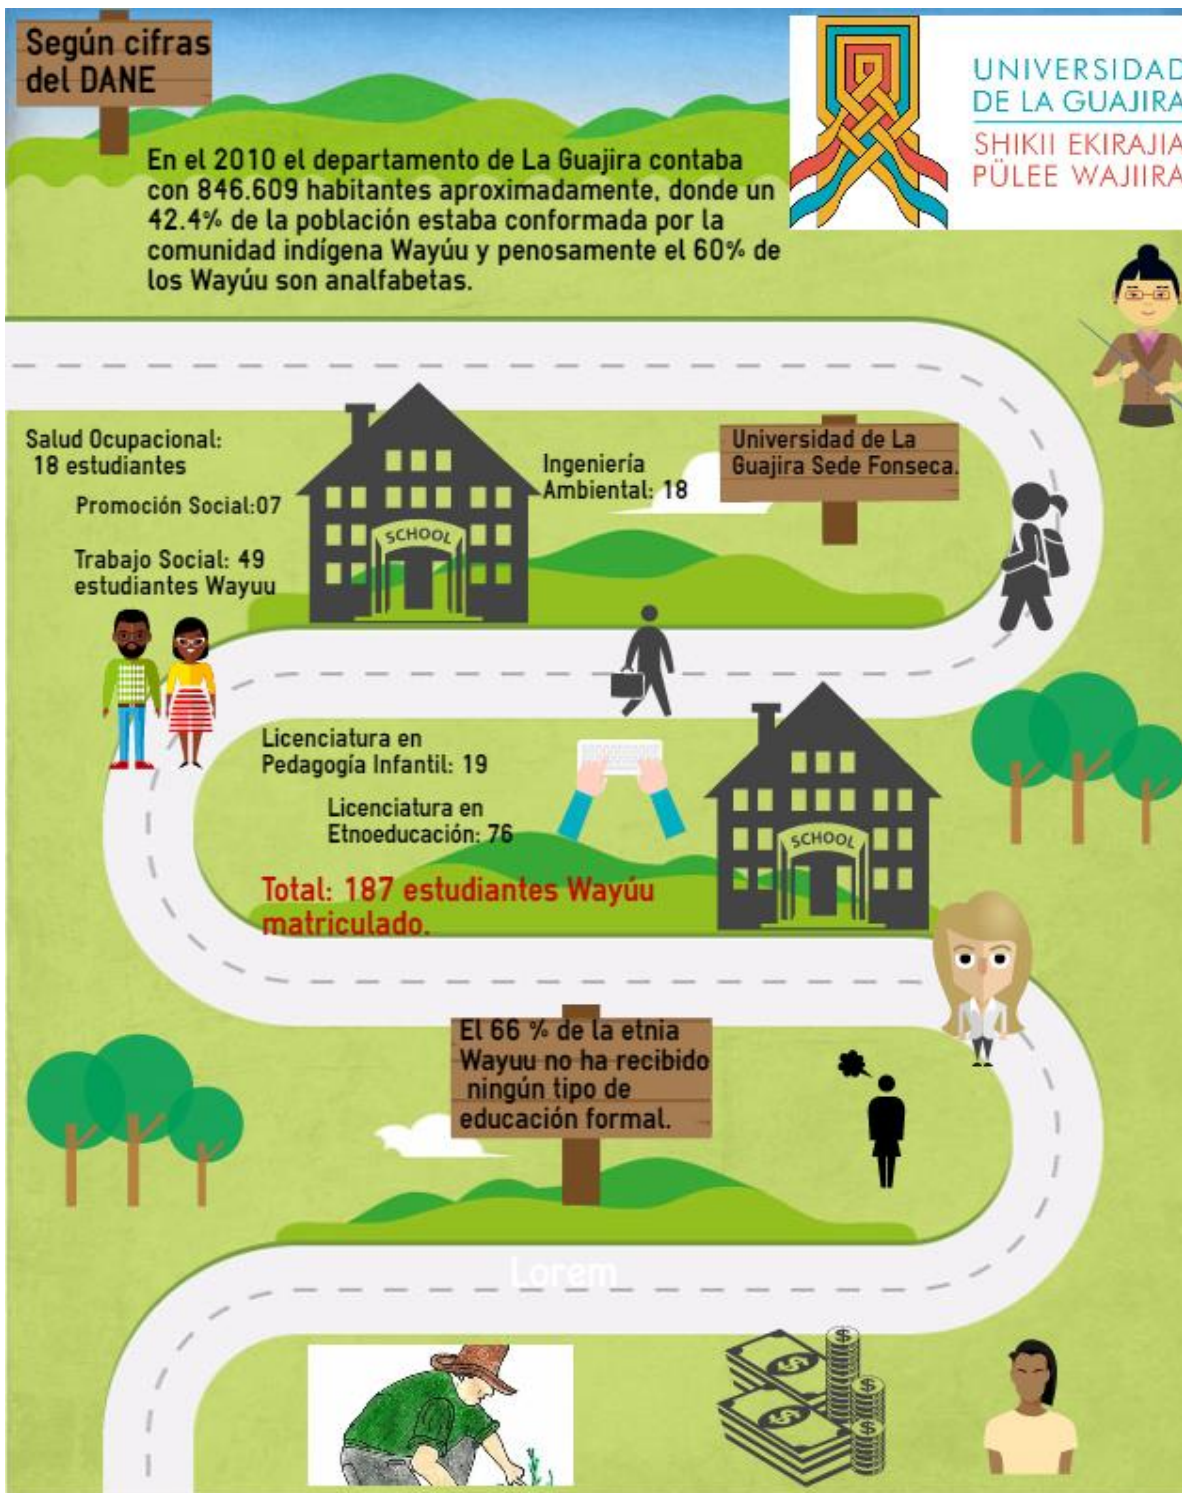 Según cifras
del DANE
UNIVERSIDAD
DE LA GUAJIRA
SHIKII EKIRAJIA
PÜLEE WAJIIRA
En el 2010 el departamento de La Guajira contaba
con 846.609 habitantes aproximadamente, donde un
42.4% de la población estaba conformada por la
comunidad indígena Wayúu y penosamente el 60% de
los Wayúu son analfabetas.
Salud Ocupacional:
18 estudiantes
Promoción Social:07
Trabajo Social: 49
estudiantes Wayuu
SCHOOL
Ingeniería
Ambiental: 18
Universidad de La
Guajira Sede Fonseca.
Licenciatura en
Pedagogía Infantil: 19
Licenciatura en
Etnoeducación: 76
SCHOOL
Total: 187 estudiantes Wayúu
matriculado.
El 66 % de la etnia
Wayuu no ha recibido
ningún tipo de
educación formal.
Lorem